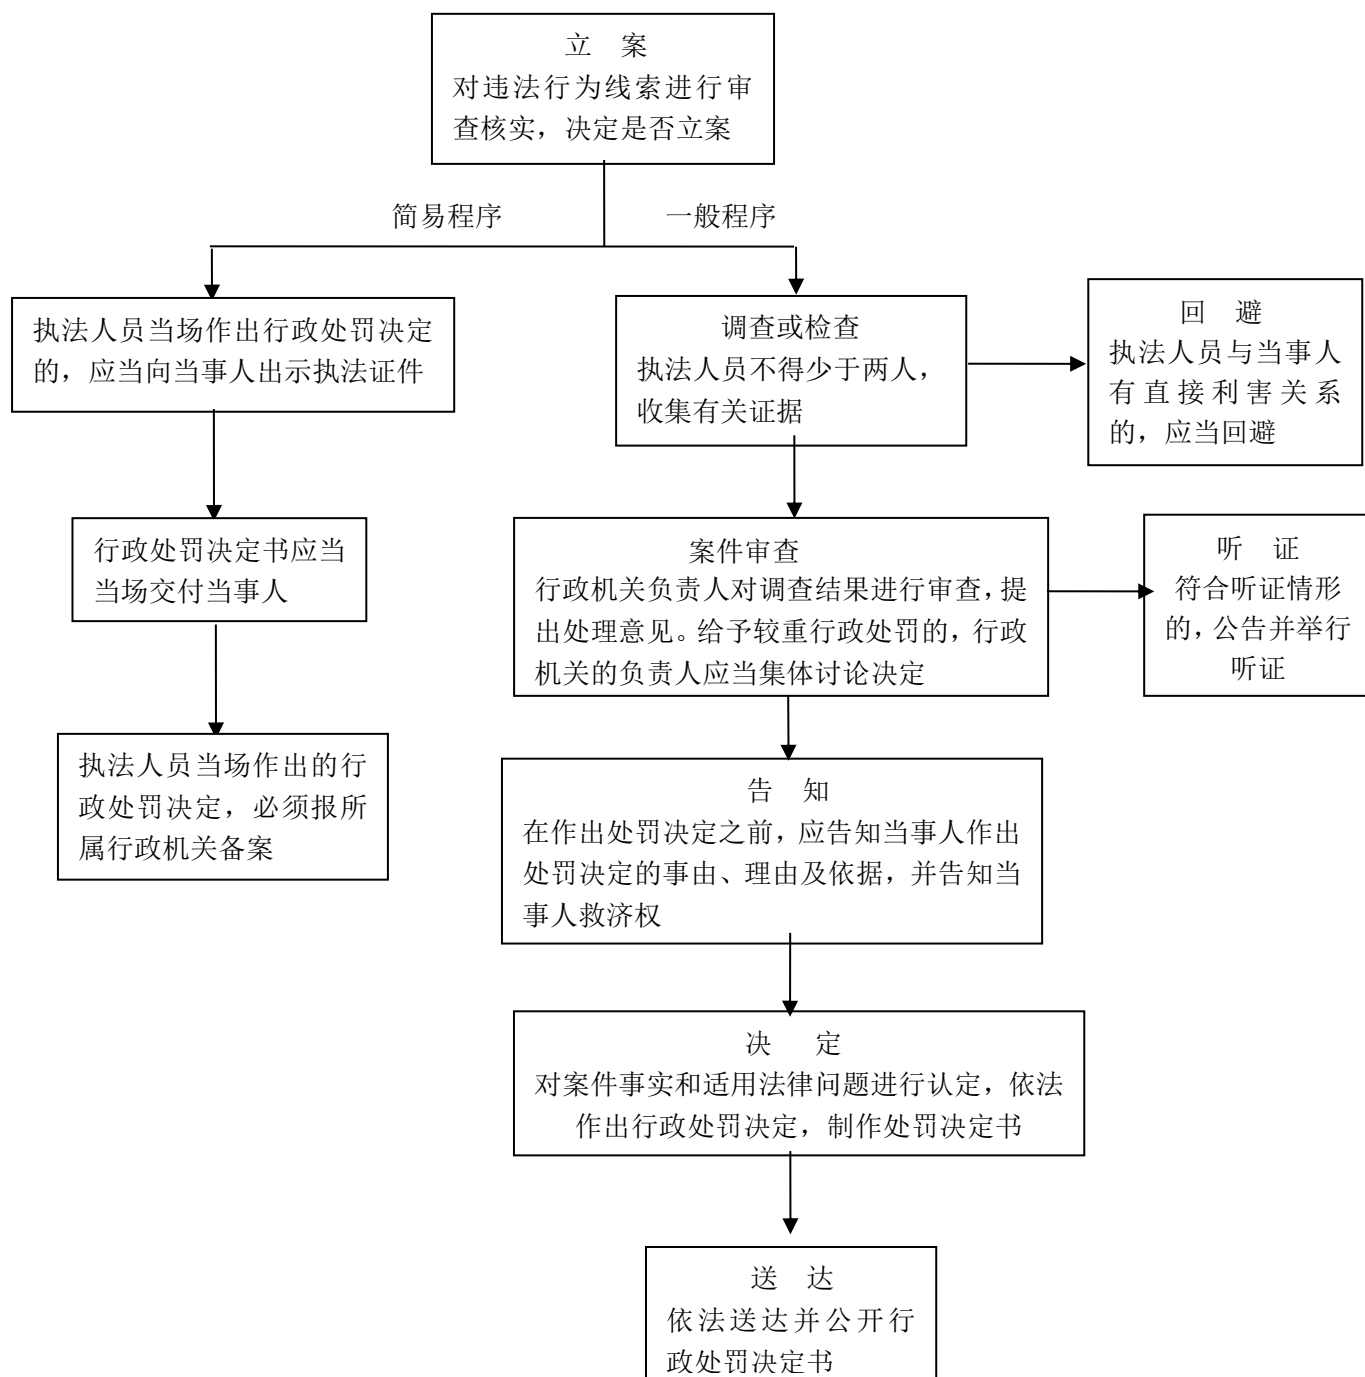 立 案
对违法行为线索进行审
查核实，决定是否立案
简易程序
一般程序
执法人员当场作出行政处罚决定
的，应当向当事人出示执法证件
调查或检查
执法人员不得少于两人，
收集有关证据
回 避
执法人员与当事人
有直接利害关系
的，应当回避
行政处罚决定书应当
当场交付当事人
案件审查
行政机关负责人对调查结果进行审查，提
出处理意见。给予较重行政处罚的，行政
机关的负责人应当集体讨论决定
听 证
符合听证情形
的，公告并举行
听证
执法人员当场作出的行
政处罚决定，必须报所
属行政机关备案
告 知
在作出处罚决定之前，应告知当事人作出
处罚决定的事由、理由及依据，并告知当
事人救济权
决 定
对案件事实和适用法律问题进行认定，依法
作出行政处罚决定，制作处罚决定书
送 达
依法送达并公开行
政处罚决定书